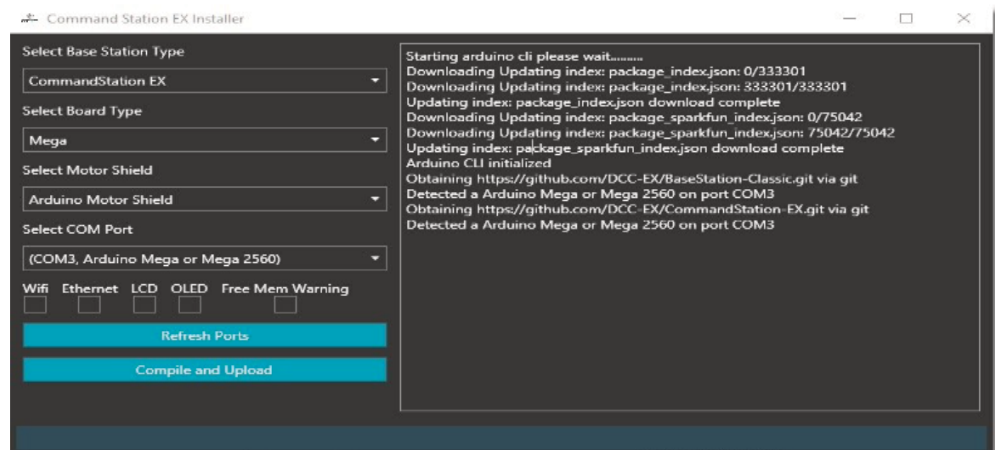 Command Station EX Installer
Select Base Station Type
CommandStation EX
Select Board Type
Mega
Select Motor Shield
Arduino Motor Shield
Select COM Port
(COM3, Arduino Mega or Mega 2560)
Wifi Ethernet LCD OLED Free Mem Warning
Refresh Ports
Compile and Upload
Starting arduino cli please wait.........
Downloading Updating index: package_index.json: 0/333301
Downloading Updating index: package_index.json: 333301/333301
Updating index: package_index.json download complete
Downloading Updating index: package_sparkfun_index.json: 0/75042
Downloading Updating index: package_sparkfun_index.json: 75042/75042
Updating index: package_sparkfun_index.json download complete
Arduino CLI initialized
Obtaining https://github.com/DCC-EX/BaseStation-Classic.git via git
Detected a Arduino Mega or Mega 2560 on port COM3
Obtaining https://github.com/DCC-EX/CommandStation-EX.git via git
Detected a Arduino Mega or Mega 2560 on port COM3